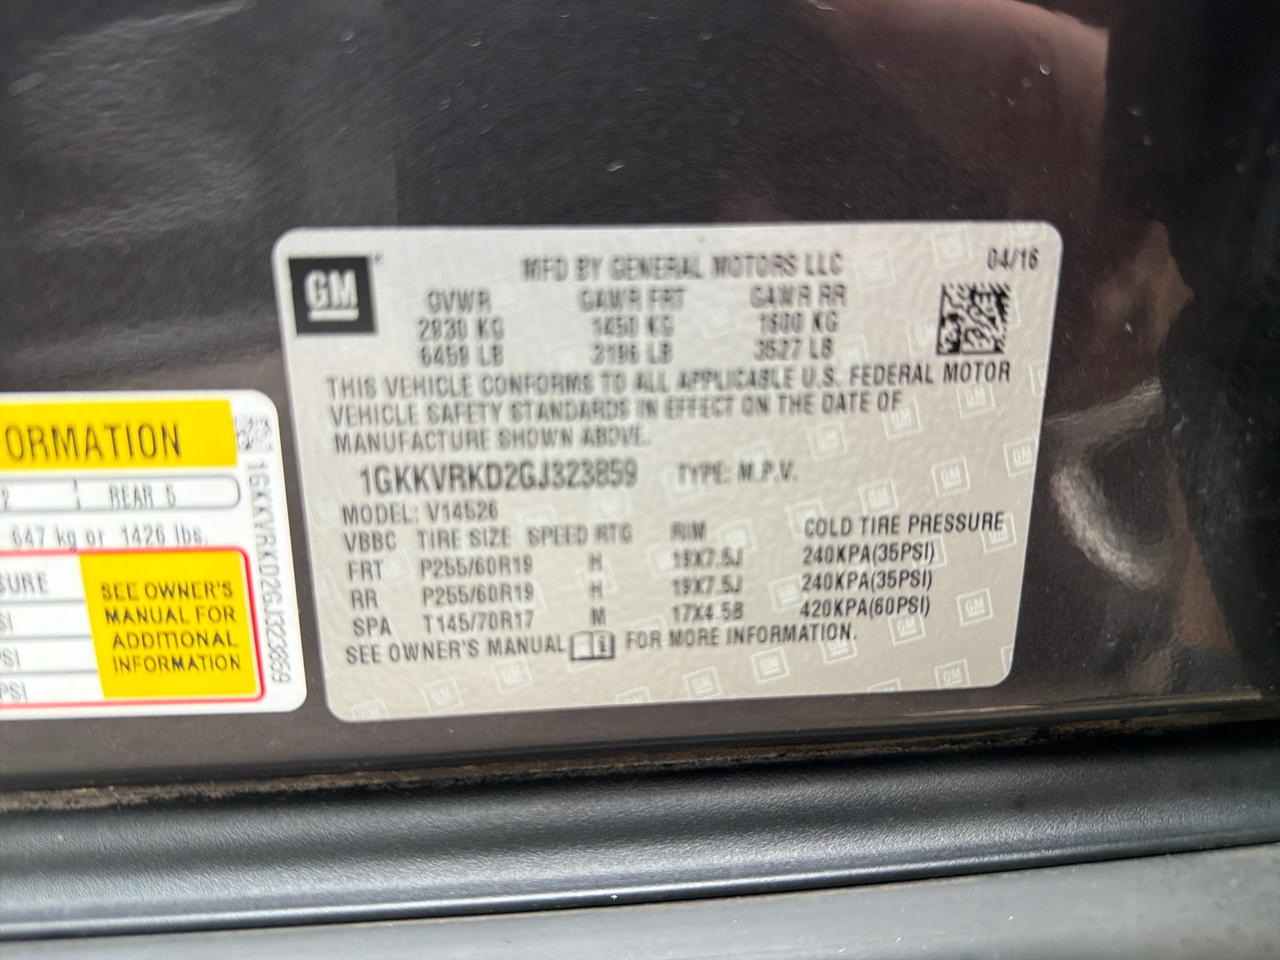 GM
MFD BY GENERAL MOTORS LLC 04/16
GVWR GAWR FRT GAWR RR
2930 KG 1450 KG 1600 KG
6459 LB 3196 LB 3527 LB
THIS VEHICLE CONFORMS TO ALL APPLICABLE U.S. FEDERAL MOTOR
VEHICLE SAFETY STANDARDS IN EFFECT ON THE DATE OF
MANUFACTURE SHOWN ABOVE.
1GKKVRKD2GJ323859 TYPE: M.P.V.
MODEL: V14526
VBBC TIRE SIZE SPEED RTG RIM COLD TIRE PRESSURE
FRT P255/60R19 H 19X7.5J 240KPA(35PSI)
RR P255/60R19 H 19X7.5J 240KPA(35PSI)
SPA T145/70R17 M 17X4.5B 420KPA(60PSI)
SEE OWNER'S MANUAL FOR MORE INFORMATION.
ORMATION
2 REAR 5
647 kg or 1426 lbs.
SURE
SI
PSI
PSI
SEE OWNER'S
MANUAL FOR
ADDITIONAL
INFORMATION
1GKKVRKD2GJ323859